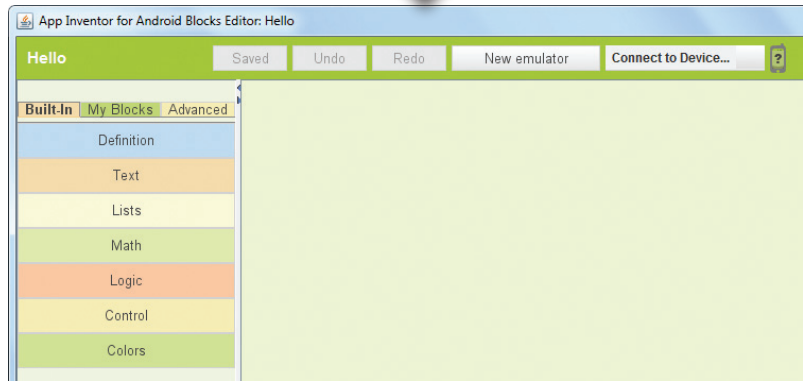 App Inventor for Android Blocks Editor: Hello
Hello Saved Undo Redo New emulator Connect to Device... ?
Built-In My Blocks Advanced
Definition
Text
Lists
Math
Logic
Control
Colors